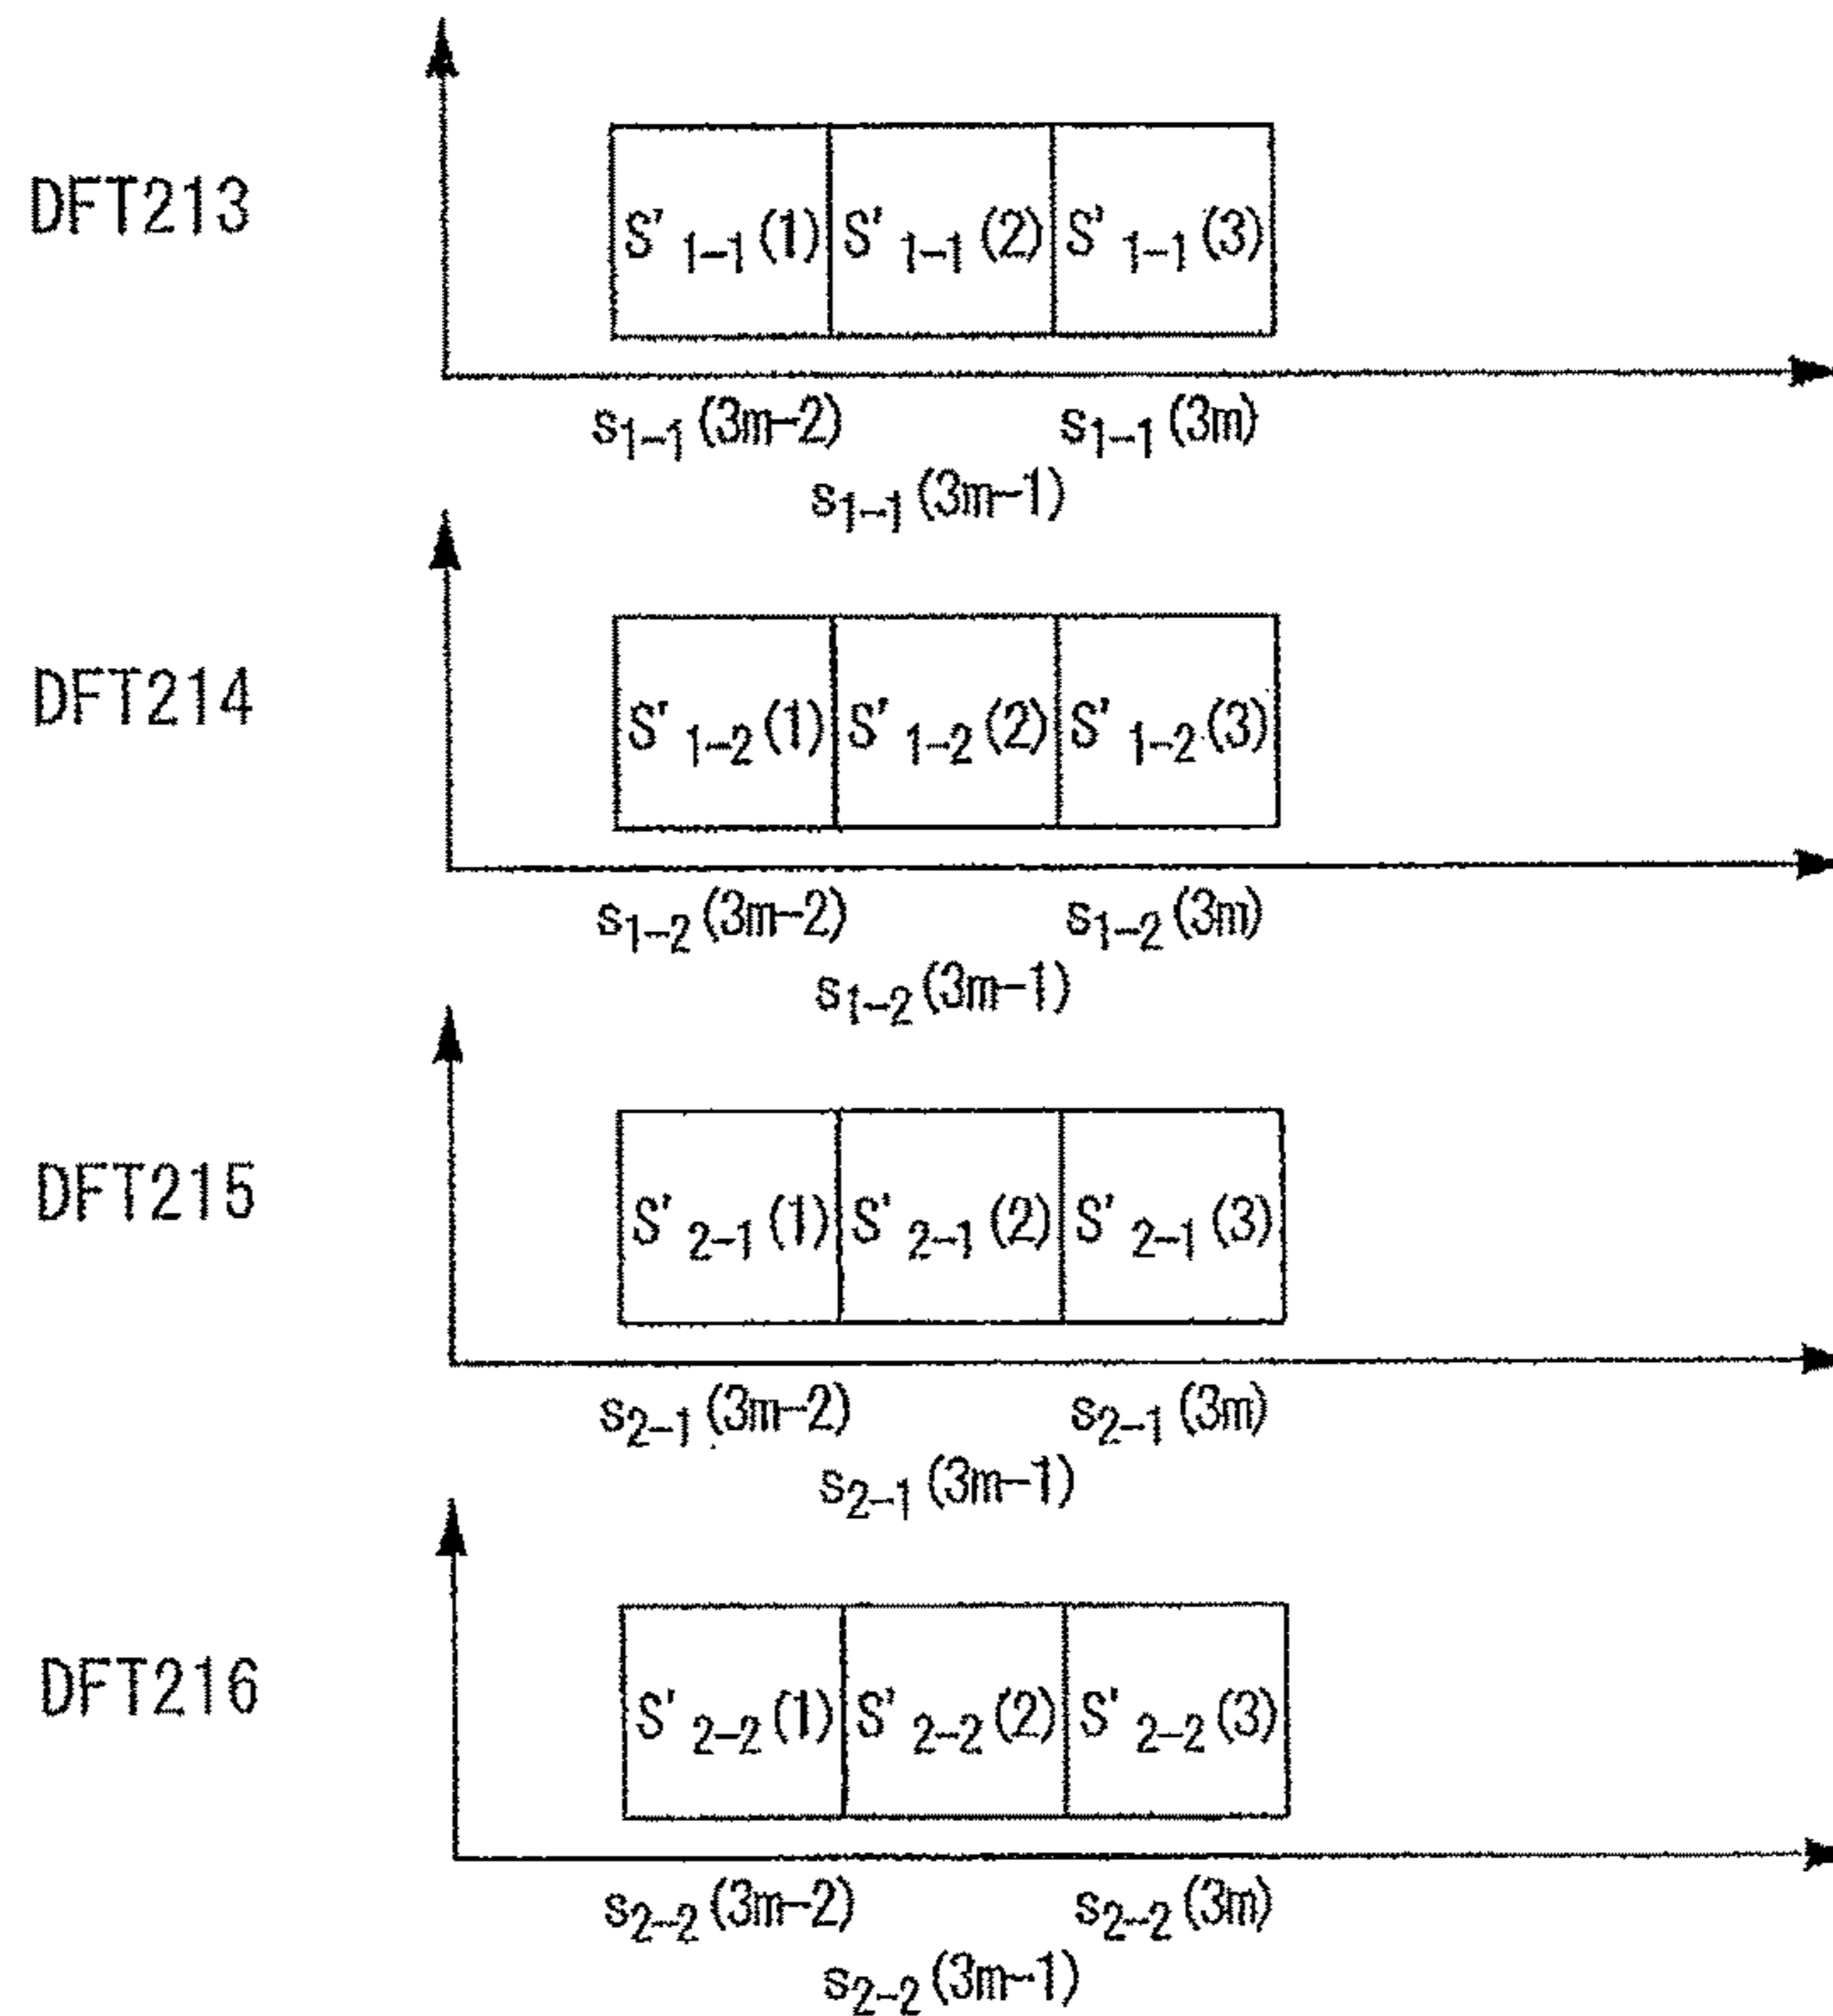 DFT213
S'1-1(1) S'1-1(2) S'1-1(3)
s1-1(3m-2) s1-1(3m)
s1-1(3m-1)
DFT214
S'1-2(1) S'1-2(2) S'1-2(3)
s1-2(3m-2) s1-2(3m)
s1-2(3m-1)
DFT215
S'2-1(1) S'2-1(2) S'2-1(3)
s2-1(3m-2) s2-1(3m)
s2-1(3m-1)
DFT216
S'2-2(1) S'2-2(2) S'2-2(3)
s2-2(3m-2) s2-2(3m)
s2-2(3m-1)